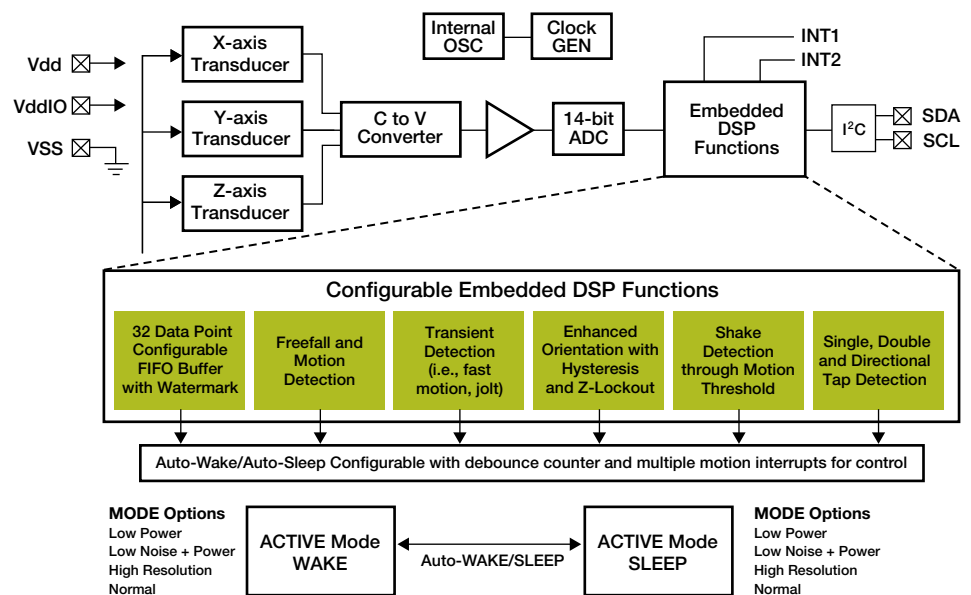 Vdd
VddIO
VSS
X-axis
Transducer
Y-axis
Transducer
Z-axis
Transducer
C to V
Converter
Internal
OSC
Clock
GEN
14-bit
ADC
Embedded
DSP
Functions
INT1
INT2
I²C
SDA
SCL
Configurable Embedded DSP Functions
32 Data Point
Configurable
FIFO Buffer
with Watermark
Freefall and
Motion
Detection
Transient
Detection
(i.e., fast
motion, jolt)
Enhanced
Orientation with
Hysteresis
and Z-Lockout
Shake
Detection
through Motion
Threshold
Single, Double
and Directional
Tap Detection
Auto-Wake/Auto-Sleep Configurable with debounce counter and multiple motion interrupts for control
MODE Options
Low Power
Low Noise + Power
High Resolution
Normal
ACTIVE Mode
WAKE
Auto-WAKE/SLEEP
ACTIVE Mode
SLEEP
MODE Options
Low Power
Low Noise + Power
High Resolution
Normal